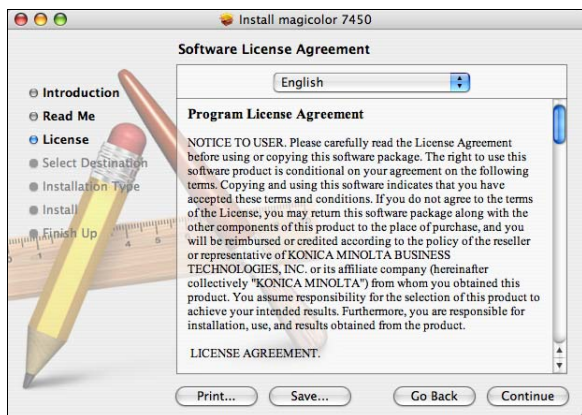 Install magicolor 7450
Software License Agreement
English
Introduction
Read Me
License
Select Destination
Installation Type
Install
Finish Up
Program License Agreement
NOTICE TO USER. Please carefully read the License Agreement
before using or copying this software package. The right to use this
software product is conditional on your agreement on the following
terms. Copying and using this software indicates that you have
accepted these terms and conditions. If you do not agree to the terms
of the License, you may return this software package along with the
other components of this product to the place of purchase, and you
will be reimbursed or credited according to the policy of the reseller
or representative of KONICA MINOLTA BUSINESS
TECHNOLOGIES, INC. or its affiliate company (hereinafter
collectively "KONICA MINOLTA") from whom you obtained this
product. You assume responsibility for the selection of this product to
achieve your intended results. Furthermore, you are responsible for
installation, use, and results obtained from the product.
LICENSE AGREEMENT.
Print...
Save...
Go Back
Continue